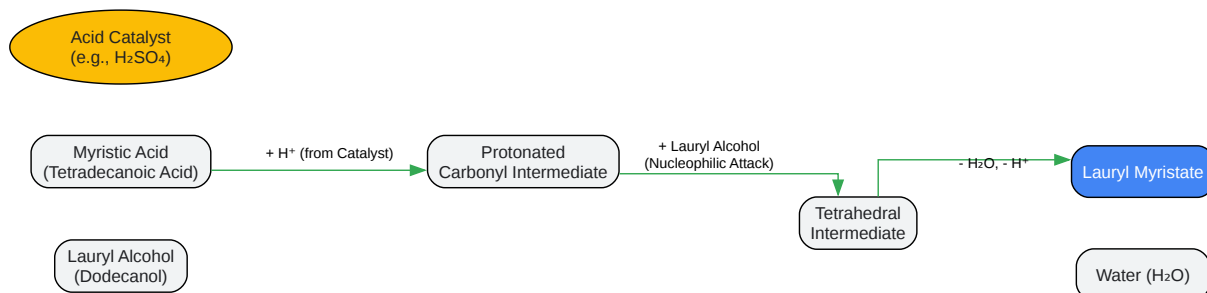 Acid Catalyst
(e.g., H₂SO₄)
Myristic Acid
(Tetradecanoic Acid)
+ H⁺ (from Catalyst)
Protonated
Carbonyl Intermediate
+ Lauryl Alcohol
(Nucleophilic Attack)
Tetrahedral
Intermediate
- H₂O, - H⁺
Lauryl Myristate
Lauryl Alcohol
(Dodecanol)
Water (H₂O)